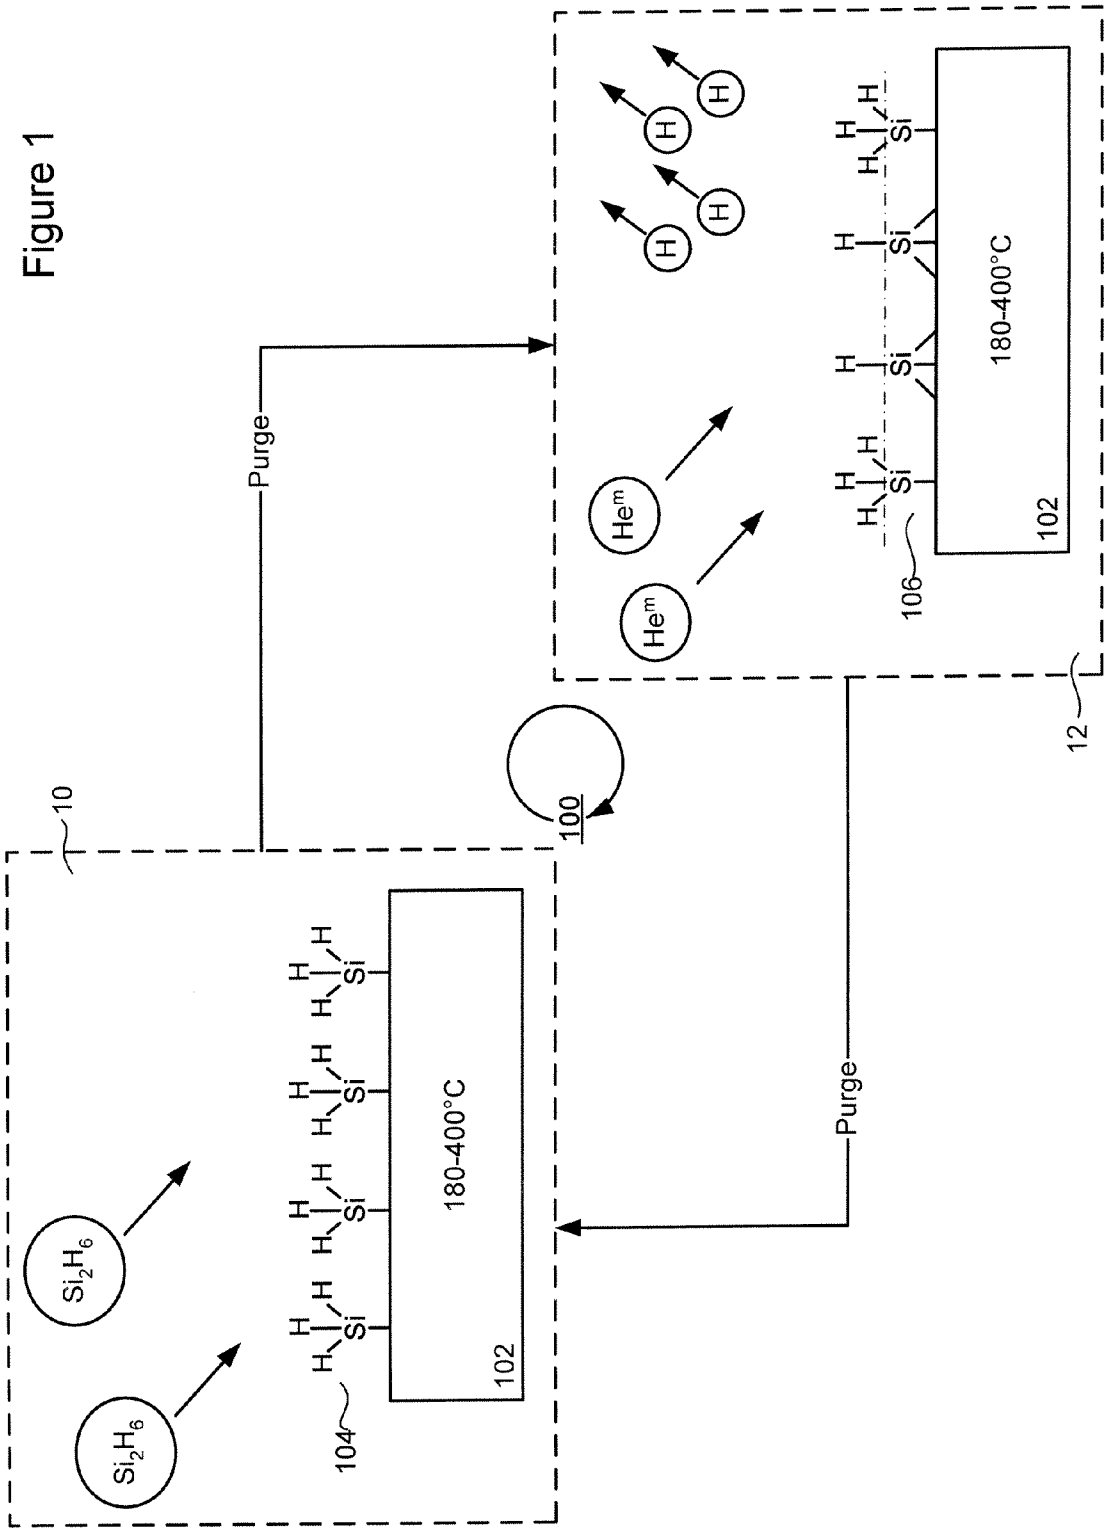 Figure 1
10
Si₂H₆
Si₂H₆
H H H H
H H H H H H H H
104
Si Si Si Si
180-400°C
102
Purge
100
Heᵐ
Heᵐ
H H
H H
H H H H
H H H H
Si Si Si Si
106
180-400°C
102
12
Purge